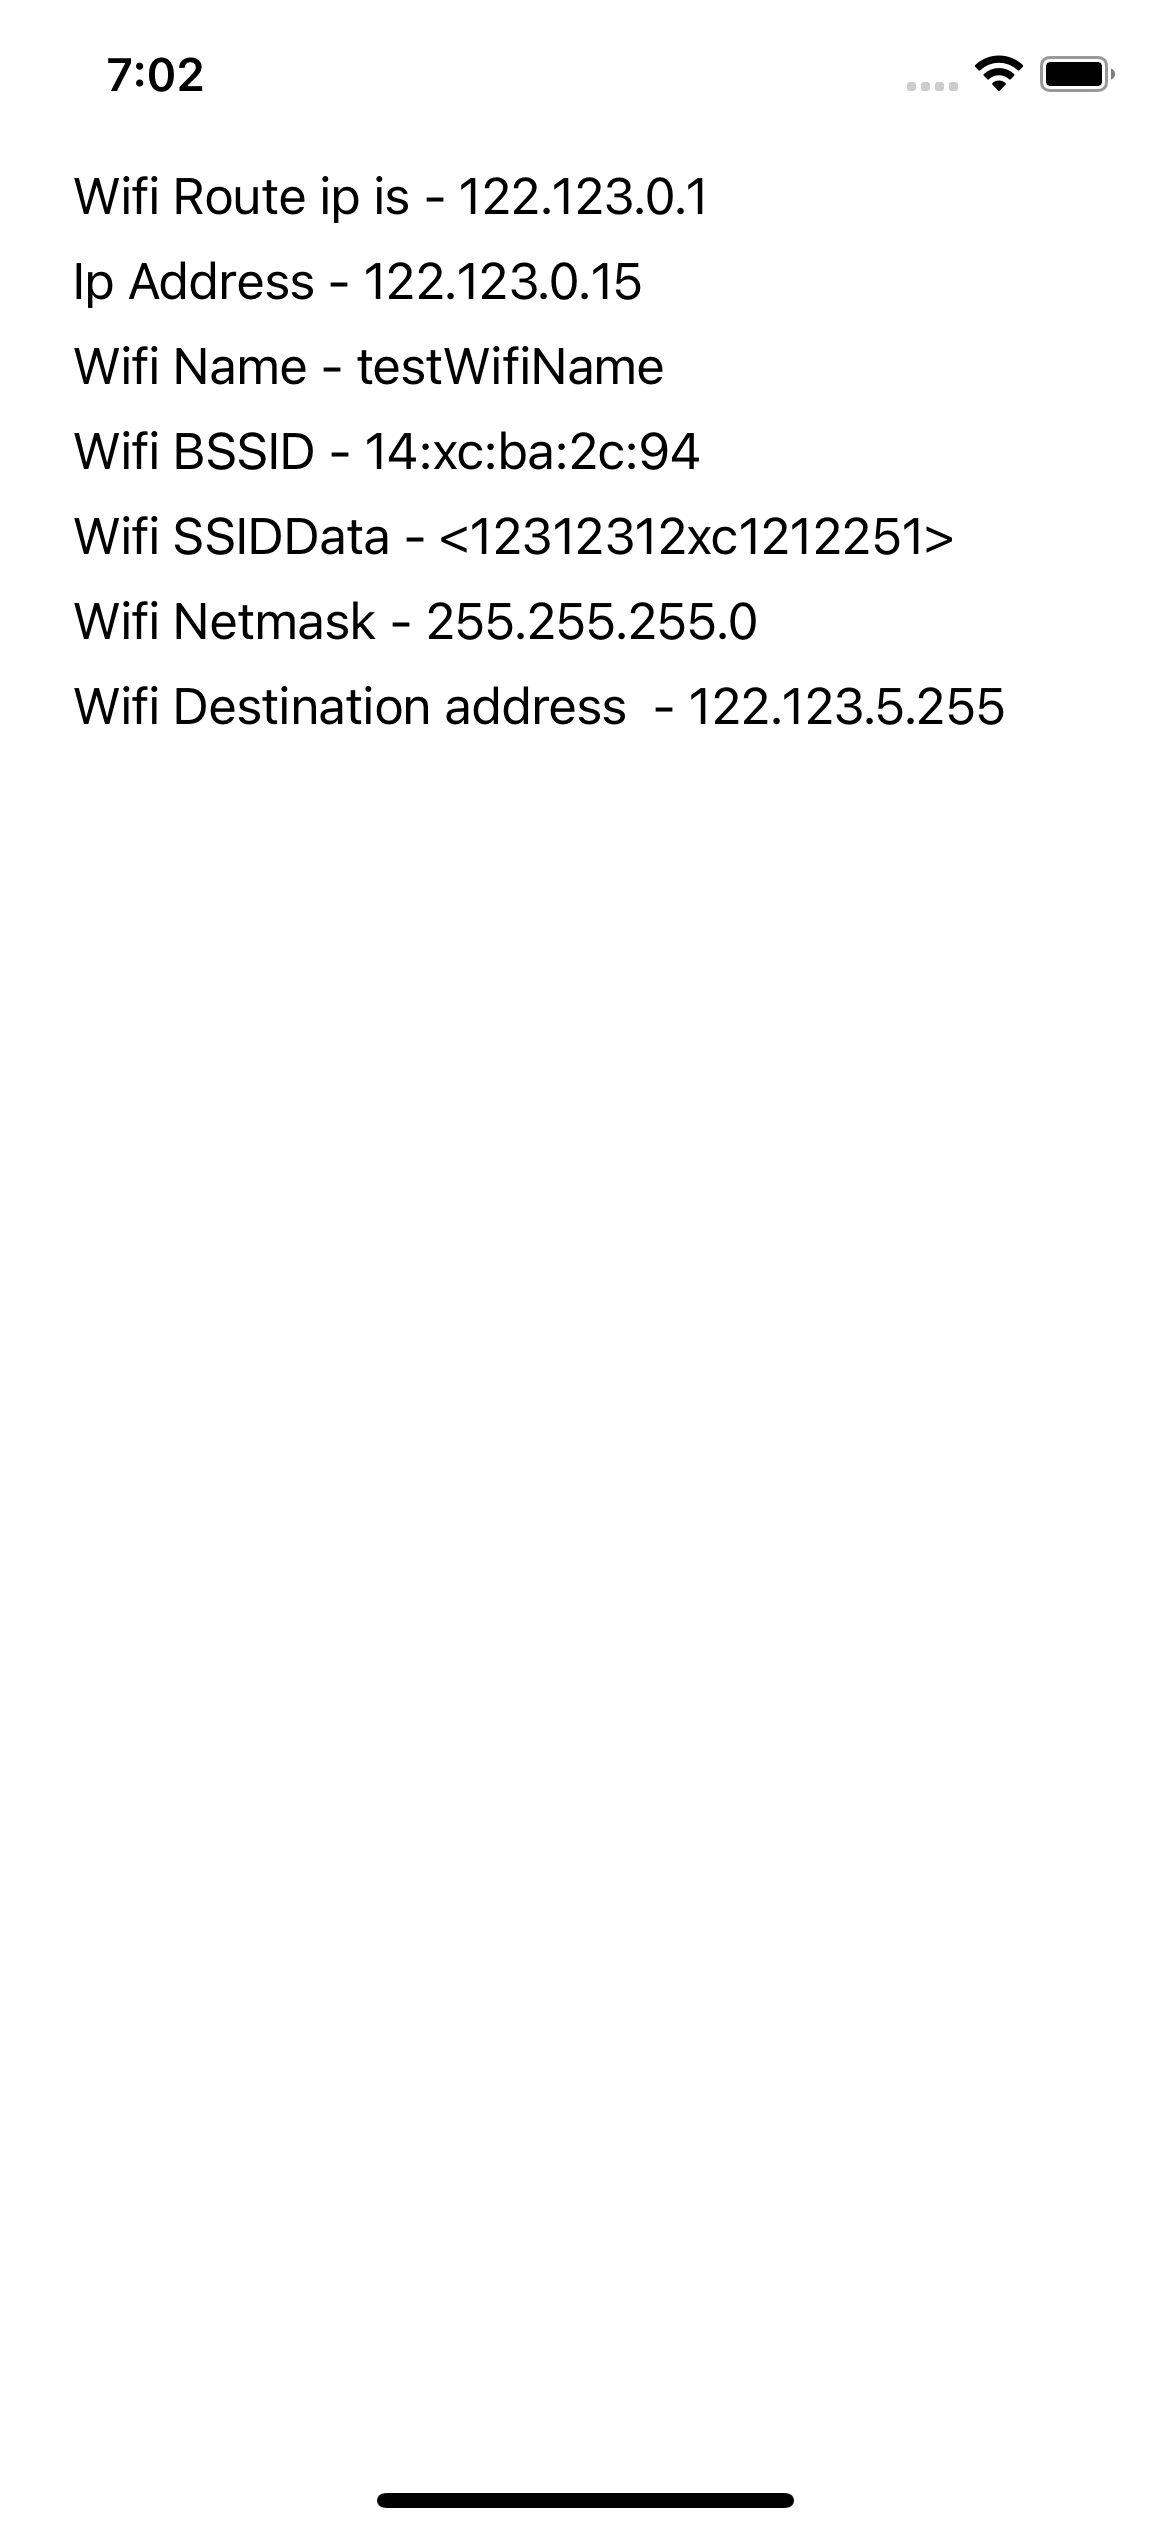 7:02
Wifi Route ip is - 122.123.0.1
Ip Address - 122.123.0.15
Wifi Name - testWifiName
Wifi BSSID - 14:xc:ba:2c:94
Wifi SSIDData - <12312312xc1212251>
Wifi Netmask - 255.255.255.0
Wifi Destination address  - 122.123.5.255